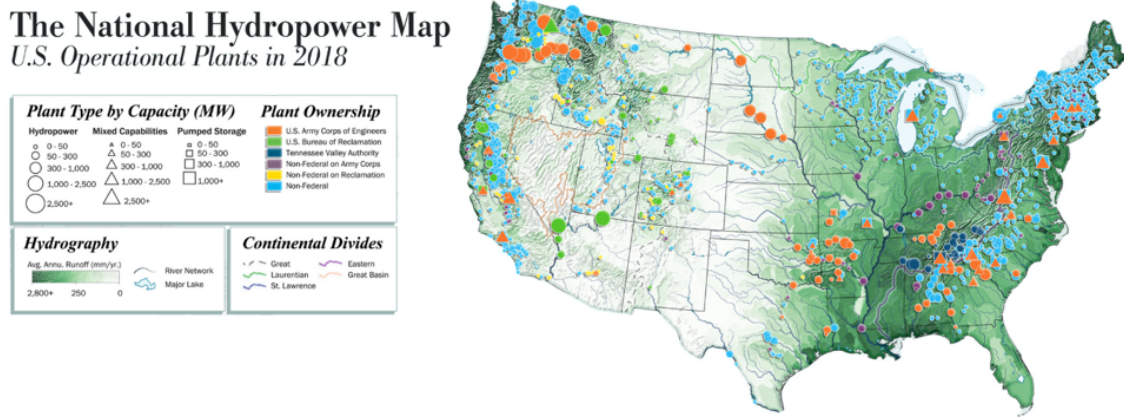 The National Hydropower Map
U.S. Operational Plants in 2018
Plant Type by Capacity (MW)
Hydropower
0 - 50
50 - 300
300 - 1,000
1,000 - 2,500
2,500+
Mixed Capabilities
0 - 50
50 - 300
300 - 1,000
1,000 - 2,500
2,500+
Pumped Storage
0 - 50
50 - 300
300 - 1,000
1,000+
Plant Ownership
U.S. Army Corps of Engineers
U.S. Bureau of Reclamation
Tennessee Valley Authority
Non-Federal on Army Corps
Non-Federal on Reclamation
Non-Federal
Hydrography
Avg. Annu. Runoff (mm/yr.)
2,800+ 250 0
River Network
Major Lake
Continental Divides
Great
Laurentian
St. Lawrence
Eastern
Great Basin